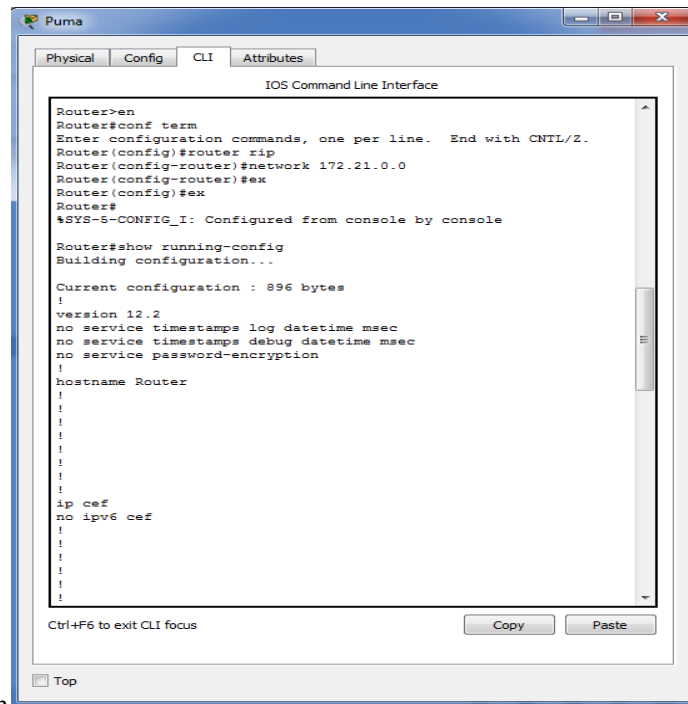 Puma
Physical Config CLI Attributes
IOS Command Line Interface
Router>en
Router#conf term
Enter configuration commands, one per line. End with CNTL/Z.
Router(config)#router rip
Router(config-router)#network 172.21.0.0
Router(config-router)#ex
Router(config)#ex
Router#
%SYS-5-CONFIG_I: Configured from console by console
Router#show running-config
Building configuration...
Current configuration : 896 bytes
!
version 12.2
no service timestamps log datetime msec
no service timestamps debug datetime msec
no service password-encryption
!
hostname Router
!
!
!
!
!
!
!
!
ip cef
no ipv6 cef
!
!
!
!
!
!
Ctrl+F6 to exit CLI focus
Copy Paste
Top